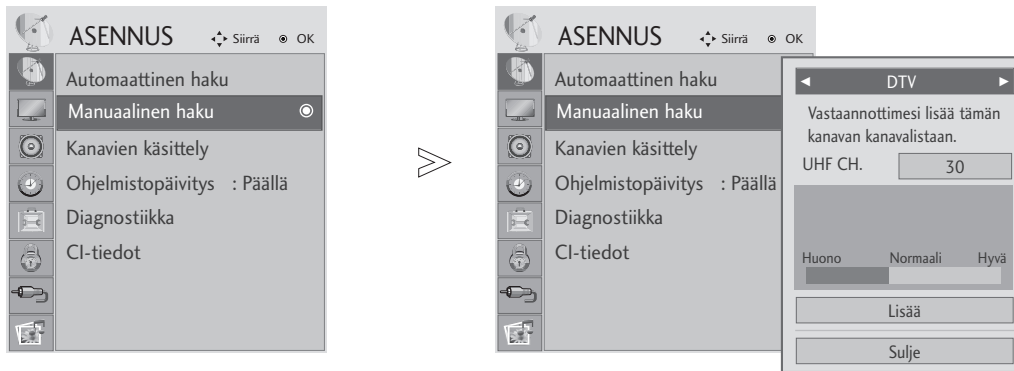 ASENNUS Siirrä OK
Automaattinen haku
Manuaalinen haku
Kanavien käsittely
Ohjelmistopäivitys : Päällä
Diagnostiikka
CI-tiedot
ASENNUS Siirrä OK
Automaattinen haku
Manuaalinen haku
Kanavien käsittely
Ohjelmistopäivitys : Päällä
Diagnostiikka
CI-tiedot
◄ DTV ►
Vastaannottimesi lisää tämän
kanavan kanavalistaan.
UHF CH. 30
Huono Normaali Hyvä
Lisää
Sulje